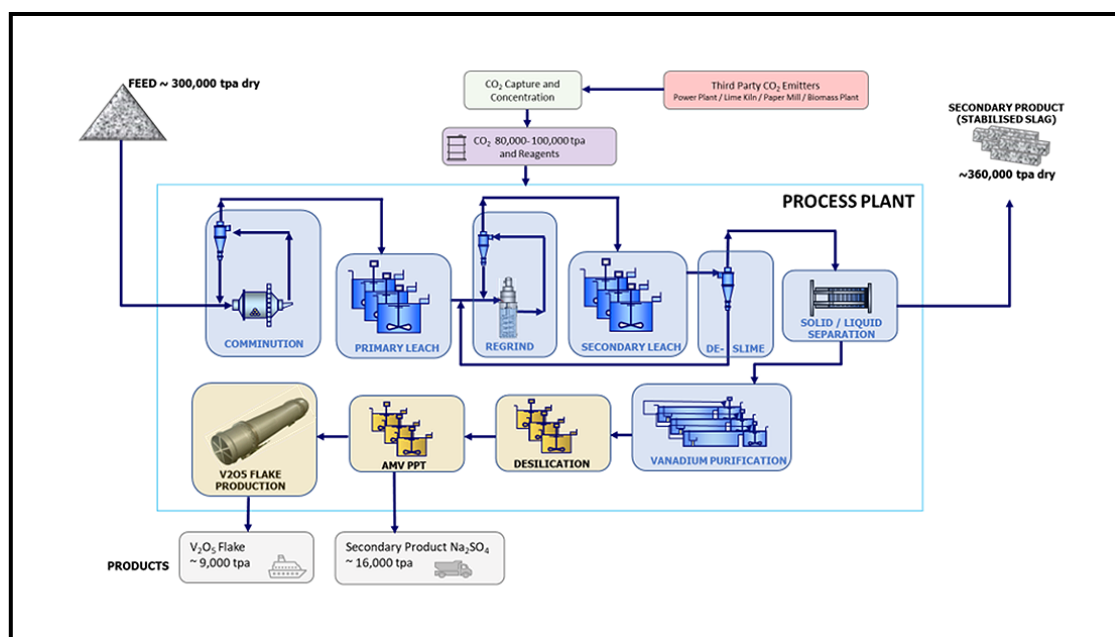 FEED ~ 300,000 tpa dry
CO₂ Capture and
Concentration
Third Party CO₂ Emitters
Power Plant / Lime Kiln / Paper Mill / Biomass Plant
SECONDARY PRODUCT
(STABILISED SLAG)
~360,000 tpa dry
CO₂ 80,000-100,000 tpa
and Reagents
PROCESS PLANT
COMMINUTION
PRIMARY LEACH
REGRIND
SECONDARY LEACH
DE-SLIME
SOLID / LIQUID
SEPARATION
V2O5 FLAKE
PRODUCTION
AMV PPT
DESILICATION
VANADIUM PURIFICATION
PRODUCTS
V₂O₅ Flake
~ 9,000 tpa
Secondary Product Na₂SO₄
~ 16,000 tpa